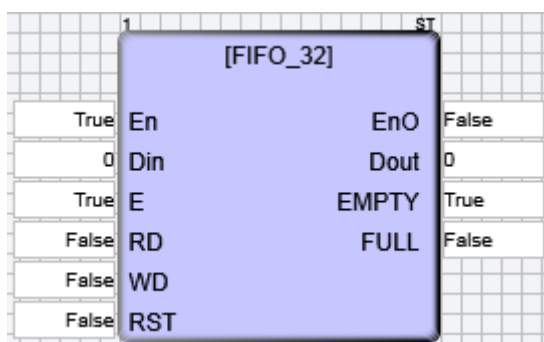 1 ST
[FIFO_32]
True En EnO False
0 Din Dout 0
True E EMPTY True
False RD FULL False
False WD
False RST